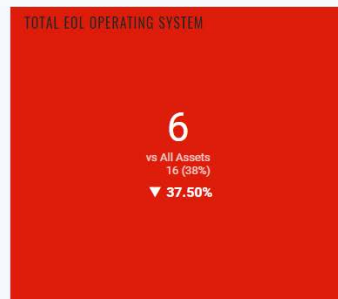 TOTAL EOL OPERATING SYSTEM
6
vs All Assets
16 (38%)
▼ 37.50%